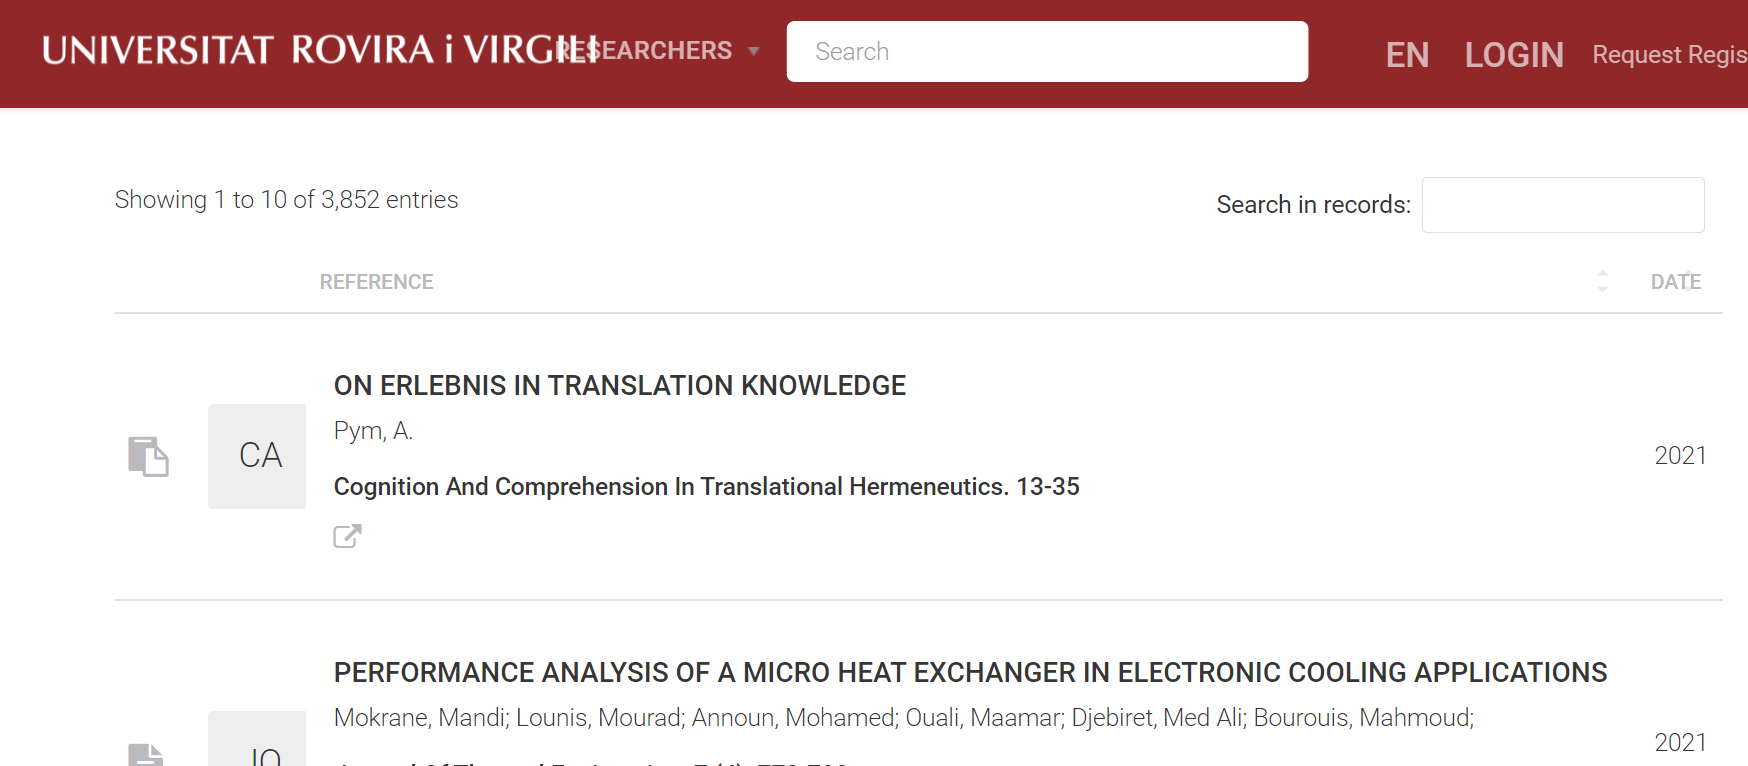 UNIVERSITAT ROVIRA i VIRGILI
RESEARCHERS
Search
EN
LOGIN
Request Regis
Showing 1 to 10 of 3,852 entries
Search in records:
REFERENCE
DATE
ON ERLEBNIS IN TRANSLATION KNOWLEDGE
Pym, A.
CA
2021
Cognition And Comprehension In Translational Hermeneutics. 13-35
PERFORMANCE ANALYSIS OF A MICRO HEAT EXCHANGER IN ELECTRONIC COOLING APPLICATIONS
Mokrane, Mandi; Lounis, Mourad; Announ, Mohamed; Ouali, Maamar; Djebiret, Med Ali; Bourouis, Mahmoud;
2021